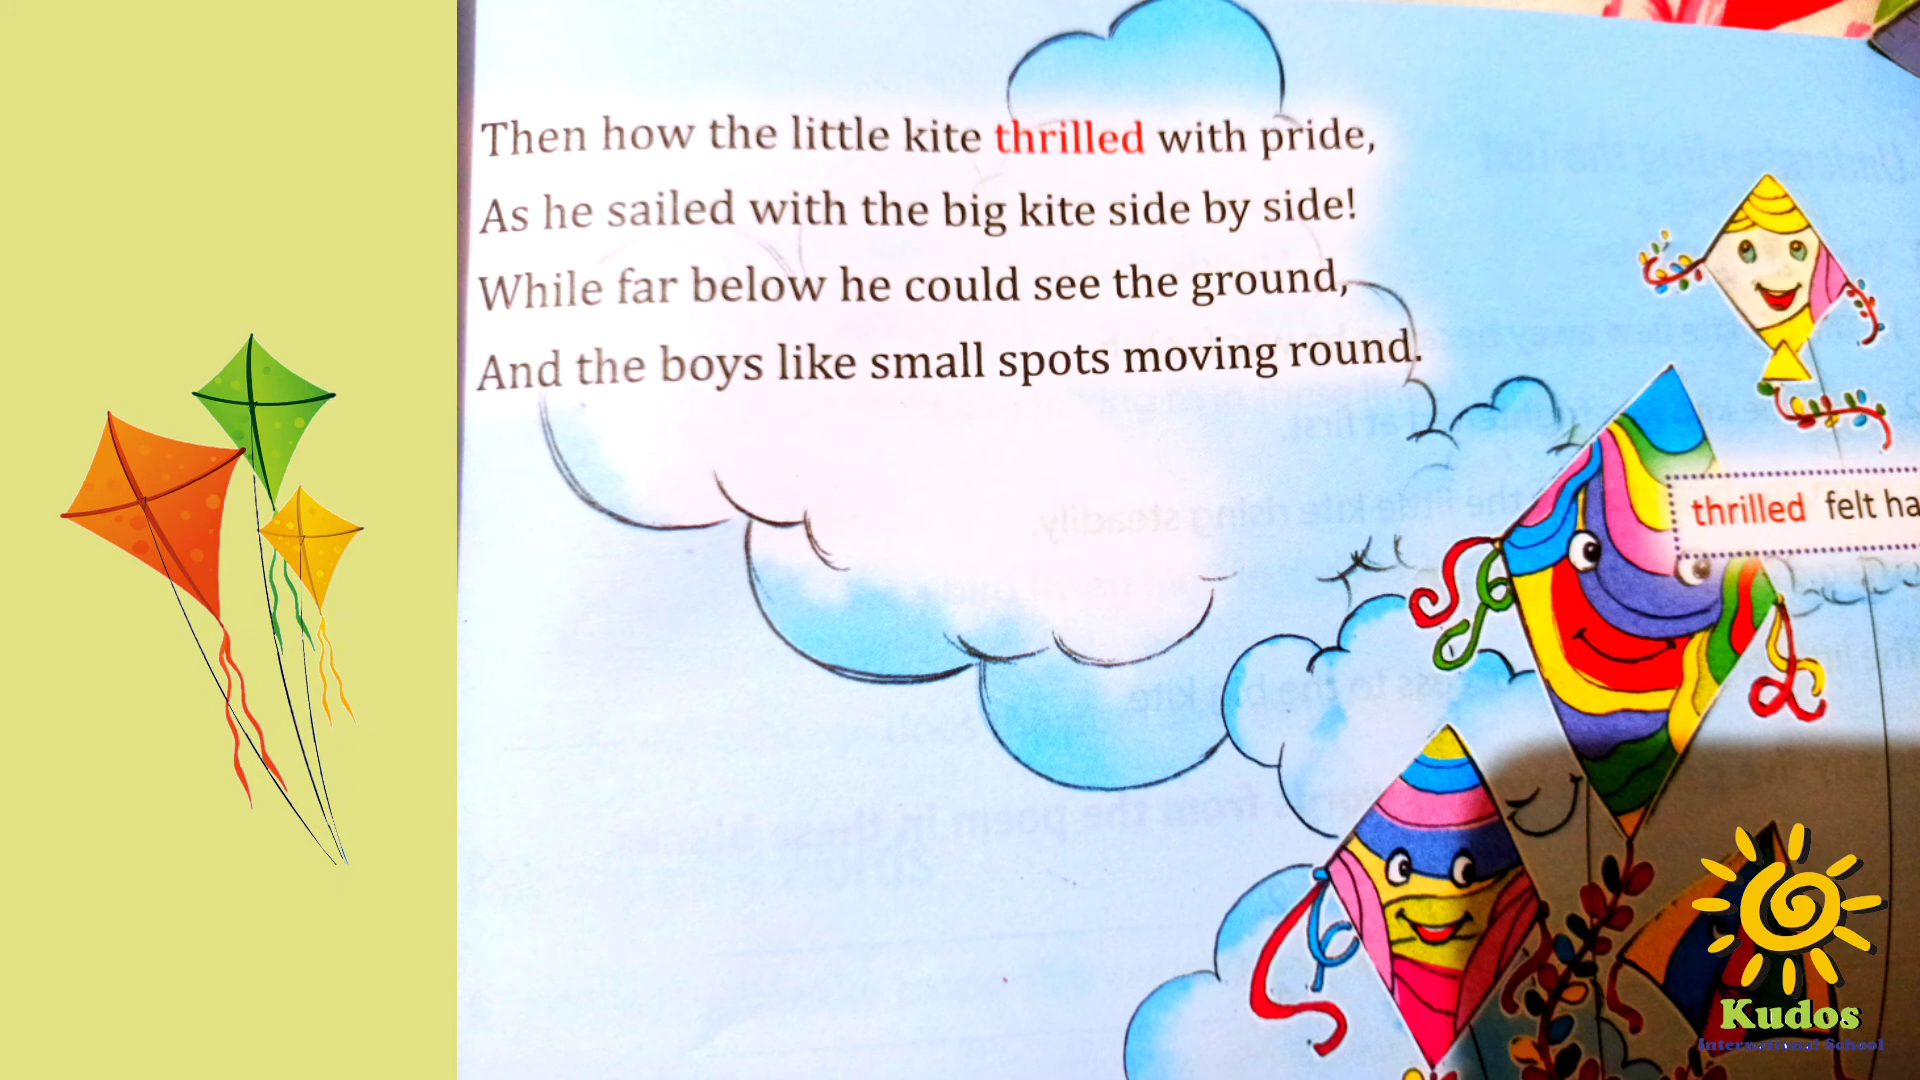 Then how the little kite thrilled with pride,
As he sailed with the big kite side by side!
While far below he could see the ground,
And the boys like small spots moving round.
thrilled felt
Kudos
International School